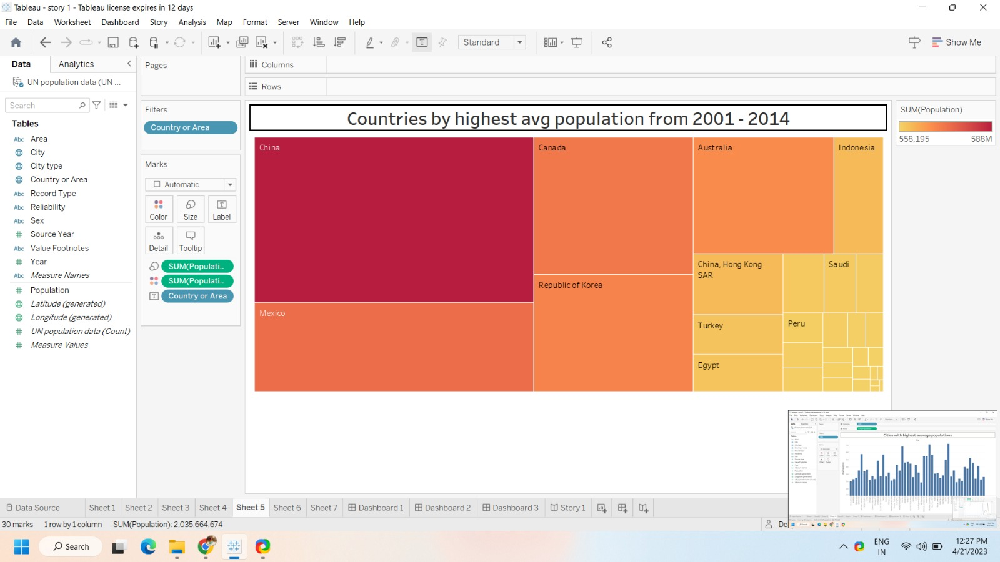 Tableau - story 1 - Tableau license expires in 12 days
File Data Worksheet Dashboard Story Analysis Map Format Server Window Help
Standard
Show Me
Data Analytics
Pages
Columns
UN population data (UN ...
Rows
Search
Filters
Country or Area
Countries by highest avg population from 2001 - 2014
SUM(Population)
558,195 588M
Tables
Abc Area
City
City type
Country or Area
Abc Record Type
Abc Reliability
Abc Sex
Source Year
Abc Value Footnotes
Year
Abc Measure Names
Population
Latitude (generated)
Longitude (generated)
UN population data (Count)
Measure Values
Marks
Automatic
Color Size Label
Detail Tooltip
SUM(Populati..
SUM(Populati..
Country or Area
China
Canada
Australia
Indonesia
China, Hong Kong
SAR
Saudi
Republic of Korea
Mexico
Turkey
Peru
Egypt
Cities with highest average populations
Data Source Sheet 1 Sheet 2 Sheet 3 Sheet 4 Sheet 5 Sheet 6 Sheet 7 Dashboard 1 Dashboard 2 Dashboard 3 Story 1
30 marks 1 row by 1 column SUM(Population): 2,035,664,674
De
Search
ENG
IN
12:27 PM
4/21/2023